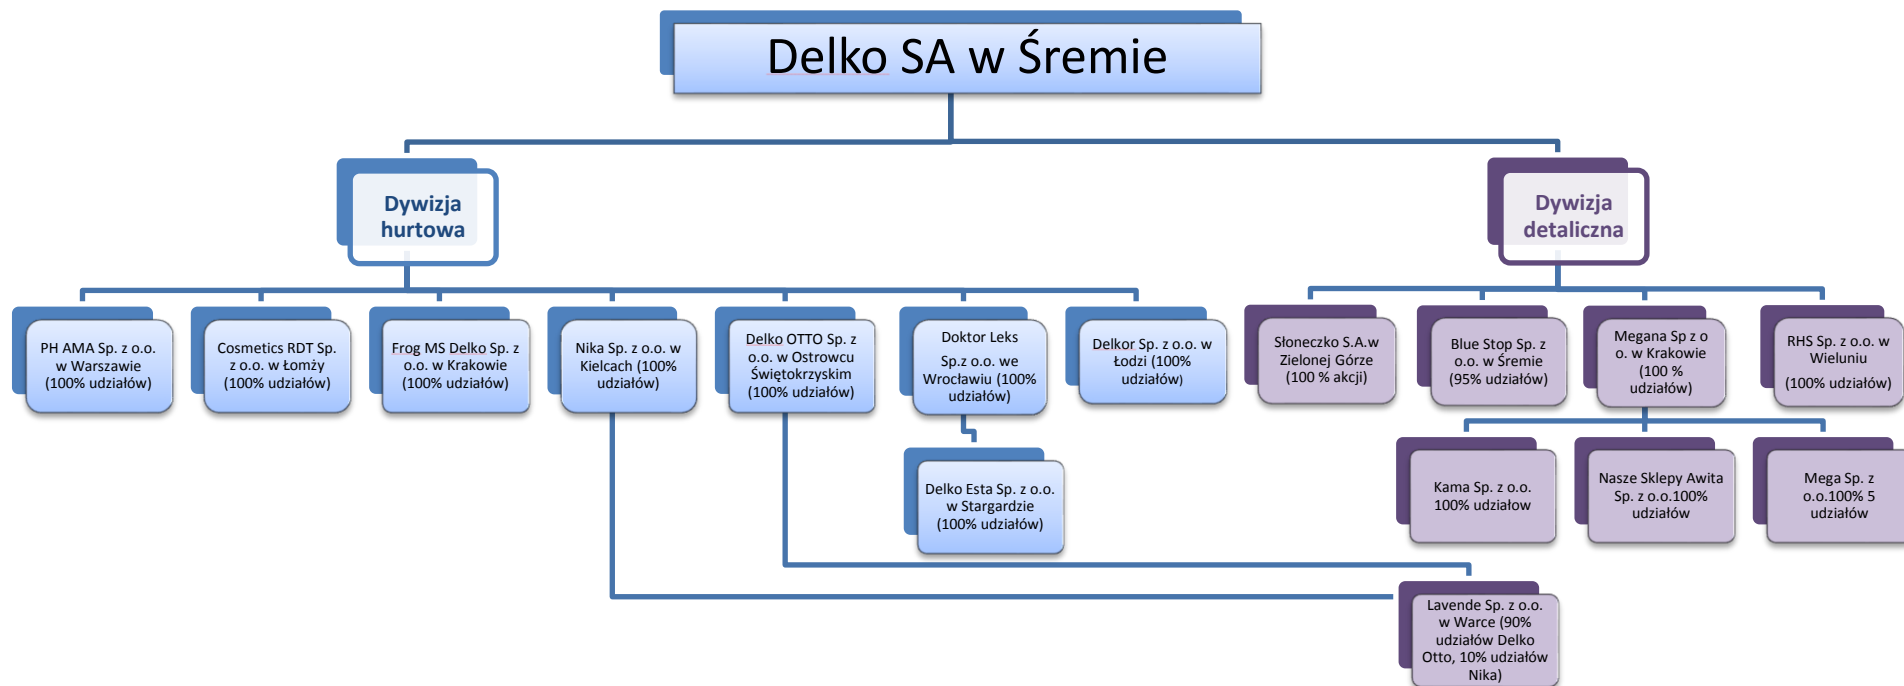 Delko SA w Śremie
Dywizja
hurtowa
Dywizja
detaliczna
PH AMA Sp. z o.o.
w Warszawie
(100% udziałów)
Cosmetics RDT Sp.
z o.o. w Łomży
(100% udziałów)
Frog MS Delko Sp. z
o.o. w Krakowie
(100% udziałów)
Nika Sp. z o.o. w
Kielcach (100%
udziałów)
Delko OTTO Sp. z
o.o. w Ostrowcu
Świętokrzyskim
(100% udziałów)
Doktor Leks
Sp.z o.o. we
Wrocławiu (100%
udziałów)
Delkor Sp. z o.o. w
Łodzi (100%
udziałów)
Słoneczko S.A.w
Zielonej Górze
(100 % akcji)
Blue Stop Sp. z
o.o. w Śremie
(95% udziałów)
Megana Sp z o
o. w Krakowie
(100 %
udziałów)
RHS Sp. z o.o. w
Wieluniu
(100% udziałów)
Delko Esta Sp. z o.o.
w Stargardzie
(100% udziałów)
Kama Sp. z o.o.
100% udziałow
Nasze Sklepy Awita
Sp. z o.o.100%
udziałów
Mega Sp. z
o.o.100% 5
udziałów
Lavende Sp. z o.o.
w Warce (90%
udziałów Delko
Otto, 10% udziałów
Nika)